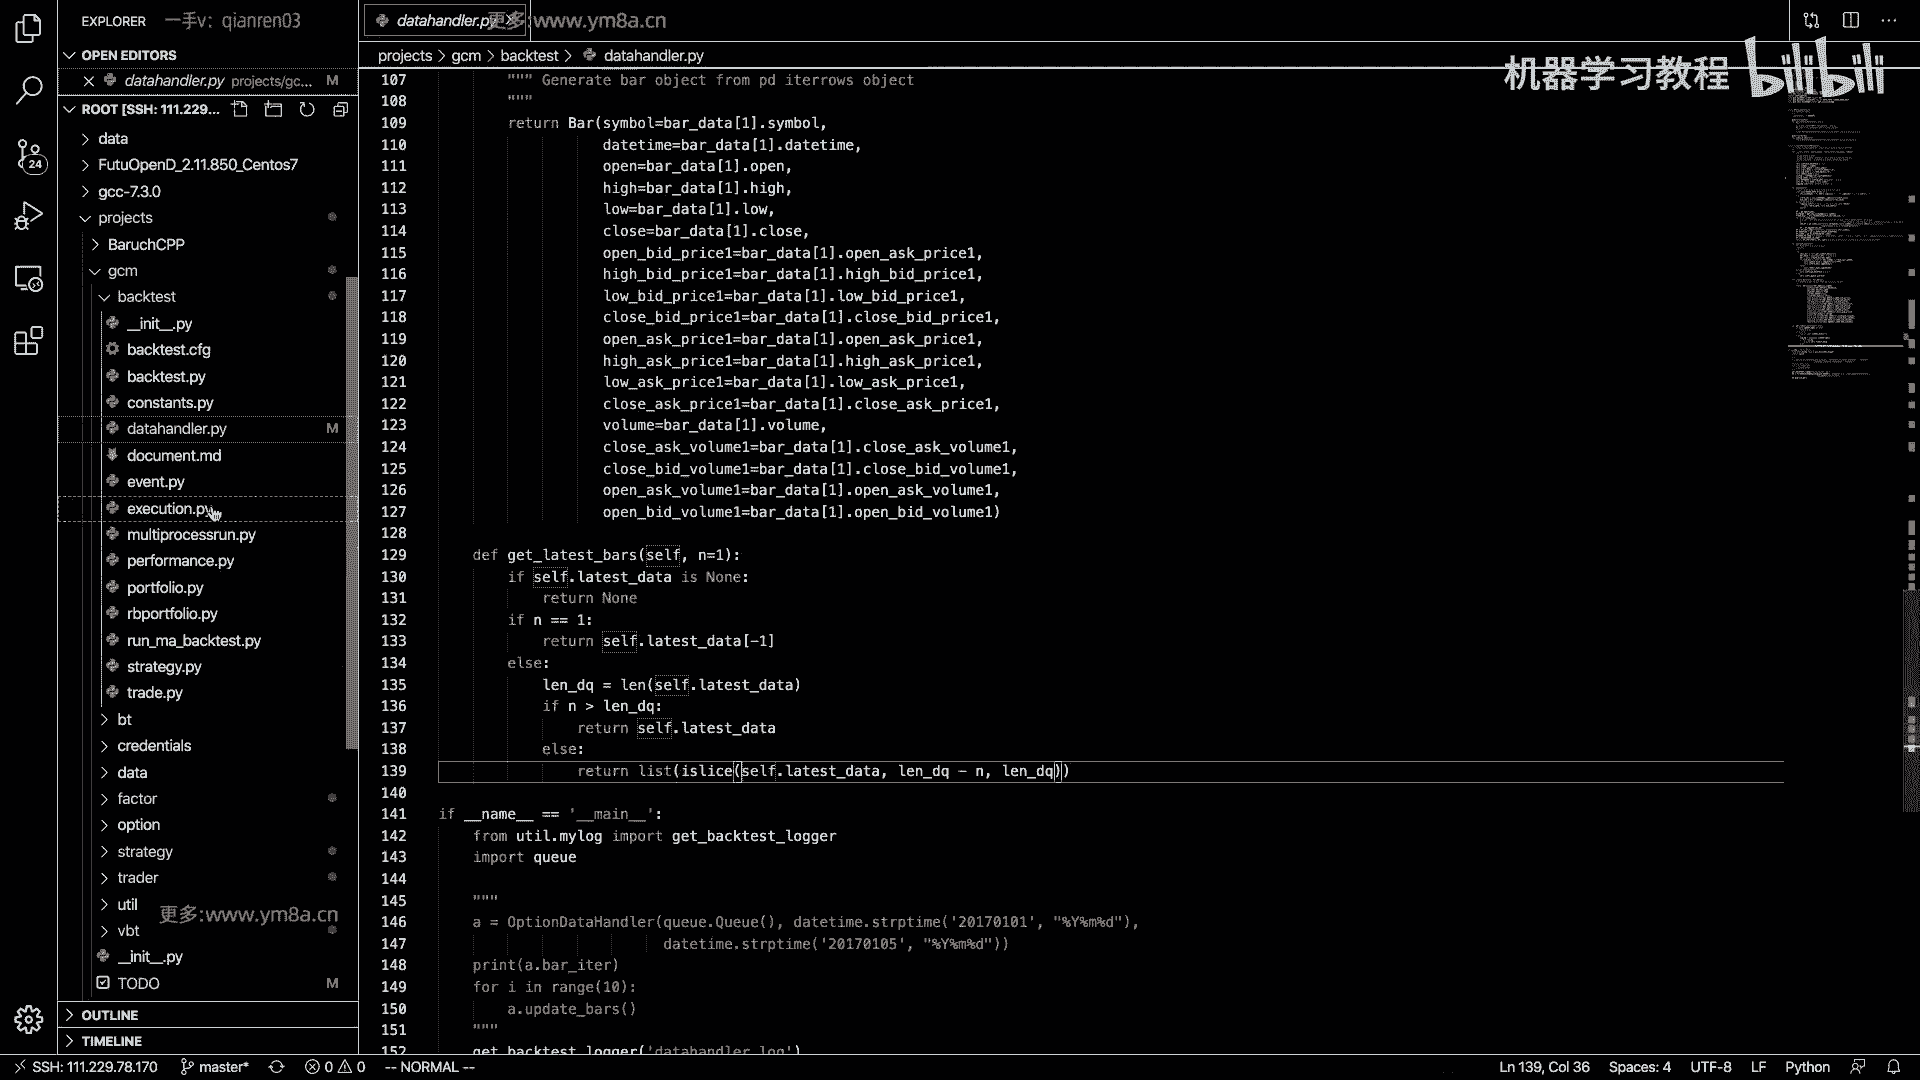 EXPLORER
一手v：qianren03
OPEN EDITORS
datahandler.py projects/gc... M
ROOT [SSH: 111.229...
data
FutuOpenD_2.11.850_Centos7
gcc-7.3.0
projects
BaruchCPP
gcm
backtest
__init__.py
backtest.cfg
backtest.py
constants.py
datahandler.py M
document.md
event.py
execution.py
multiprocessrun.py
performance.py
portfolio.py
rbportfolio.py
run_ma_backtest.py
strategy.py
trade.py
bt
credentials
data
factor
option
strategy
trader
util
更多:www.ym8a.cn
vbt
__init__.py
TODO M
OUTLINE
TIMELINE
24
datahandler.py
更多:www.ym8a.cn
projects > gcm > backtest > datahandler.py
机器学习教程 bilibili
107 """ Generate bar object from pd iterrows object
108 """
109 return Bar(symbol=bar_data[1].symbol,
110 datetime=bar_data[1].datetime,
111 open=bar_data[1].open,
112 high=bar_data[1].high,
113 low=bar_data[1].low,
114 close=bar_data[1].close,
115 open_bid_price1=bar_data[1].open_ask_price1,
116 high_bid_price1=bar_data[1].high_bid_price1,
117 low_bid_price1=bar_data[1].low_bid_price1,
118 close_bid_price1=bar_data[1].close_bid_price1,
119 open_ask_price1=bar_data[1].open_ask_price1,
120 high_ask_price1=bar_data[1].high_ask_price1,
121 low_ask_price1=bar_data[1].low_ask_price1,
122 close_ask_price1=bar_data[1].close_ask_price1,
123 volume=bar_data[1].volume,
124 close_ask_volume1=bar_data[1].close_ask_volume1,
125 close_bid_volume1=bar_data[1].close_bid_volume1,
126 open_ask_volume1=bar_data[1].open_ask_volume1,
127 open_bid_volume1=bar_data[1].open_bid_volume1)
128
129 def get_latest_bars(self, n=1):
130 if self.latest_data is None:
131 return None
132 if n == 1:
133 return self.latest_data[-1]
134 else:
135 len_dq = len(self.latest_data)
136 if n > len_dq:
137 return self.latest_data
138 else:
139 return list(islice(self.latest_data, len_dq - n, len_dq))
140
141 if __name__ == '__main__':
142 from util.mylog import get_backtest_logger
143 import queue
144
145 """
146 a = OptionDataHandler(queue.Queue(), datetime.strptime('20170101', "%Y%m%d"),
147 datetime.strptime('20170105', "%Y%m%d"))
148 print(a.bar_iter)
149 for i in range(10):
150 a.update_bars()
151 """
152 get_backtest_logger('datahandler.log')
SSH: 111.229.78.170 master* 0 0 -- NORMAL -- Ln 139, Col 36 Spaces: 4 UTF-8 LF Python